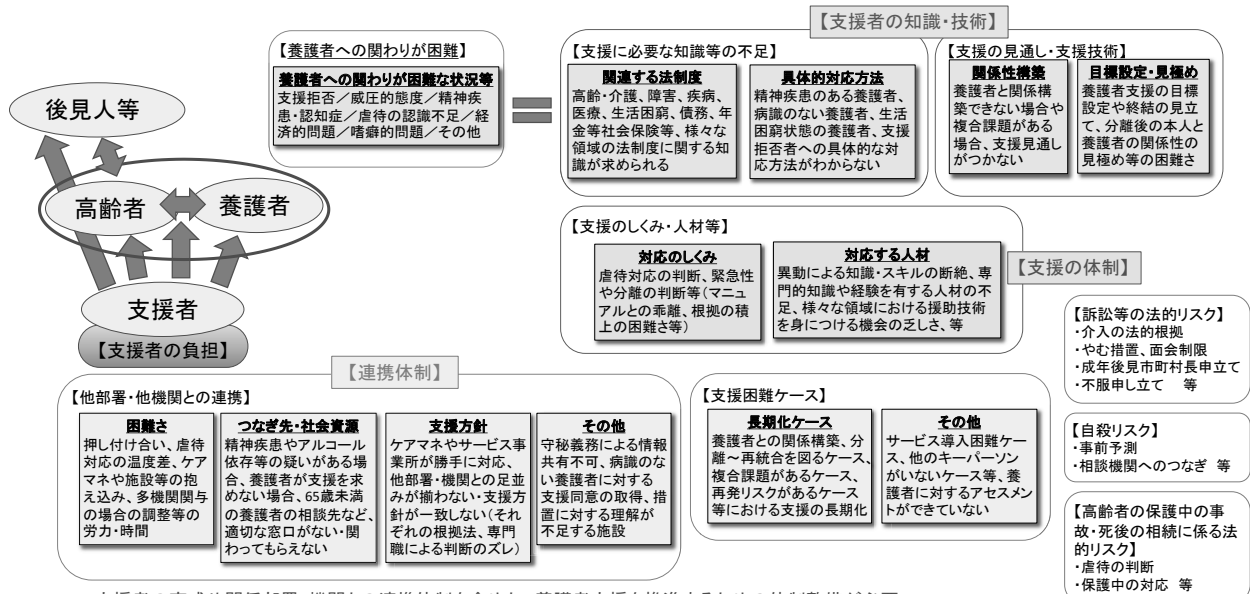 【支援者の知識・技術】
【養護者への関わりが困難】
養護者への関わりが困難な状況等
支援拒否／威圧的態度／精神疾
患・認知症／虐待の認識不足／経
済的問題／嗜癖的問題／その他
【支援に必要な知識等の不足】
関連する法制度
高齢・介護、障害、疾病、
医療、生活困窮、債務、年
金等社会保険等、様々な
領域の法制度に関する知
識が求められる
具体的対応方法
精神疾患のある養護者、
病識のない養護者、生活
困窮状態の養護者、支援
拒否者への具体的な対
応方法がわからない
【支援の見通し・支援技術】
関係性構築
養護者と関係構
築できない場合や
複合課題がある
場合、支援見通し
がつかない
目標設定・見極め
養護者支援の目標
設定や終結の見立
て、分離後の本人と
養護者の関係性の
見極め等の困難さ
後見人等
高齢者
養護者
支援者
【支援者の負担】
【支援のしくみ・人材等】
対応のしくみ
虐待対応の判断、緊急性
や分離の判断等（マニュ
アルとの乖離、根拠の積
上の困難さ等）
対応する人材
異動による知識・スキルの断絶、専
門的知識や経験を有する人材の不
足、様々な領域における援助技術
を身につける機会の乏しさ、等
【支援の体制】
【連携体制】
【他部署・他機関との連携】
困難さ
押し付け合い、虐待
対応の温度差、ケア
マネや施設等の抱
え込み、多機関関与
の場合の調整等の
労力・時間
つなぎ先・社会資源
精神疾患やアルコール
依存等の疑いがある場
合、養護者が支援を求
めない場合、65歳未満
の養護者の相談先など、
適切な窓口がない・関
わってもらえない
支援方針
ケアマネやサービス事
業所が勝手に対応、
他部署・機関との足並
みが揃わない・支援方
針が一致しない（それ
ぞれの根拠法、専門
職による判断のズレ）
その他
守秘義務による情報
共有不可、病識のな
い養護者に対する
支援同意の取得、措
置に対する理解が
不足する施設
【支援困難ケース】
長期化ケース
養護者との関係構築、分
離～再統合を図るケース、
複合課題があるケース、
再発リスクがあるケース
等における支援の長期化
その他
サービス導入困難ケー
ス、他のキーパーソン
がいないケース等、養
護者に対するアセスメン
トができていない
【訴訟等の法的リスク】
・介入の法的根拠
・やむ措置、面会制限
・成年後見市町村長申立て
・不服申し立て　等
【自殺リスク】
・事前予測
・相談機関へのつなぎ　等
【高齢者の保護中の事
故・死後の相続に係る法
的リスク】
・虐待の判断
・保護中の対応　等